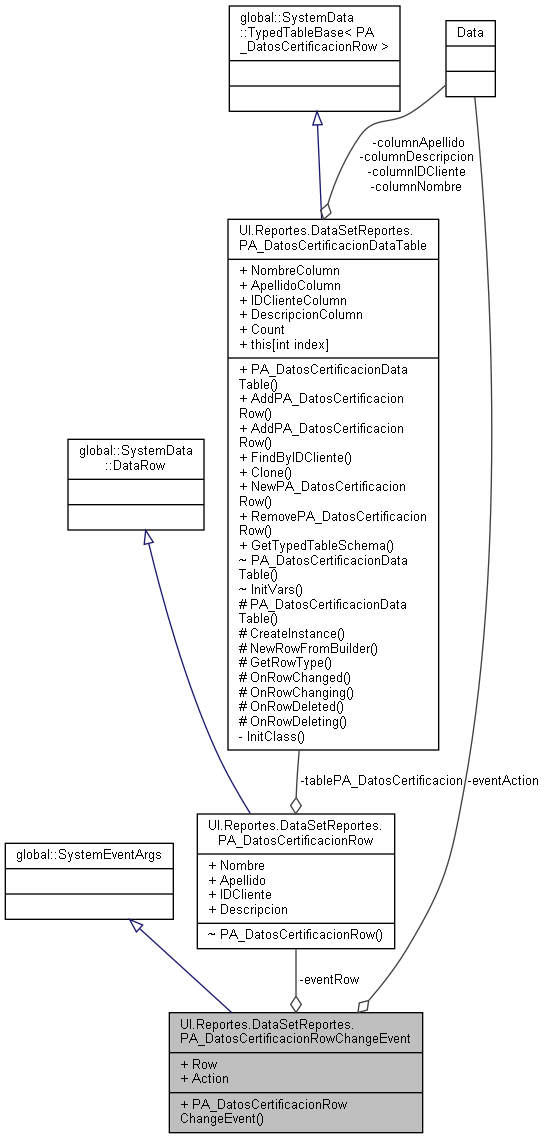 global::SystemData
::TypedTableBase< PA
_DatosCertificacionRow >
Data
-columnApellido
-columnDescripcion
-columnIDCliente
-columnNombre
UI.Reportes.DataSetReportes.
PA_DatosCertificacionDataTable
+ NombreColumn
+ ApellidoColumn
+ IDClienteColumn
+ DescripcionColumn
+ Count
+ this[int index]
+ PA_DatosCertificacionData
Table()
+ AddPA_DatosCertificacion
Row()
+ AddPA_DatosCertificacion
Row()
+ FindByIDCliente()
+ Clone()
+ NewPA_DatosCertificacion
Row()
+ RemovePA_DatosCertificacion
Row()
+ GetTypedTableSchema()
~ PA_DatosCertificacionData
Table()
~ InitVars()
# PA_DatosCertificacionData
Table()
# CreateInstance()
# NewRowFromBuilder()
# GetRowType()
# OnRowChanged()
# OnRowChanging()
# OnRowDeleted()
# OnRowDeleting()
- InitClass()
global::SystemData
::DataRow
-tablePA_DatosCertificacion
-eventAction
UI.Reportes.DataSetReportes.
PA_DatosCertificacionRow
+ Nombre
+ Apellido
+ IDCliente
+ Descripcion
~ PA_DatosCertificacionRow()
global::SystemEventArgs
-eventRow
UI.Reportes.DataSetReportes.
PA_DatosCertificacionRowChangeEvent
+ Row
+ Action
+ PA_DatosCertificacionRow
ChangeEvent()